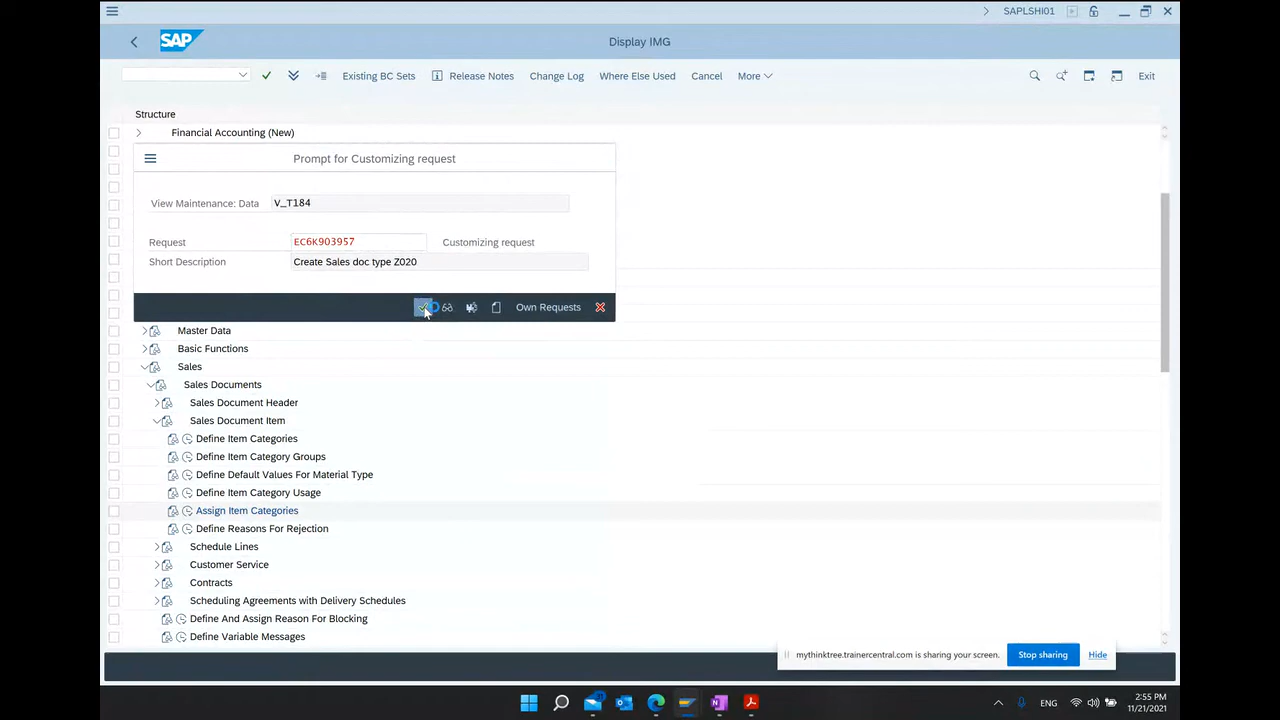 SAPLSHI01
SAP
Display IMG
Existing BC Sets
Release Notes
Change Log
Where Else Used
Cancel
More
Exit
Structure
Financial Accounting (New)
Prompt for Customizing request
View Maintenance: Data V_T184
Request EC6K903957 Customizing request
Short Description Create Sales doc type Z020
Own Requests
Master Data
Basic Functions
Sales
Sales Documents
Sales Document Header
Sales Document Item
Define Item Categories
Define Item Category Groups
Define Default Values For Material Type
Define Item Category Usage
Assign Item Categories
Define Reasons For Rejection
Schedule Lines
Customer Service
Contracts
Scheduling Agreements with Delivery Schedules
Define And Assign Reason For Blocking
Define Variable Messages
mythinktree.trainercentral.com is sharing your screen.
Stop sharing
Hide
ENG
2:55 PM
11/21/2021